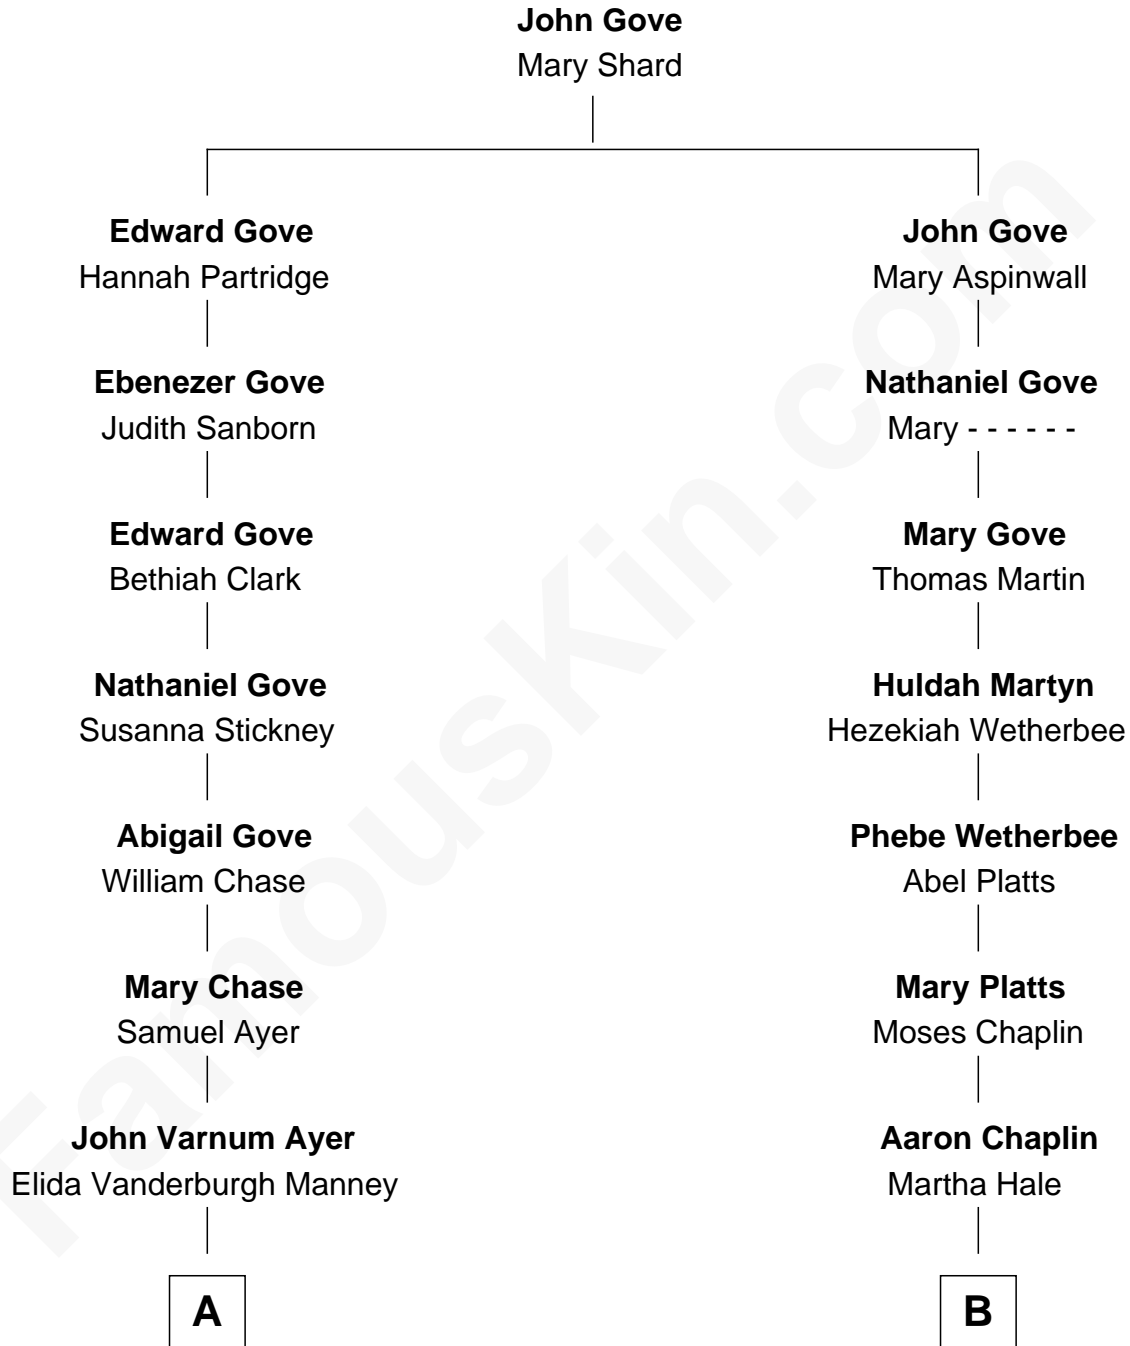 John Gove
Mary Shard
Edward Gove
Hannah Partridge
John Gove
Mary Aspinwall
Ebenezer Gove
Judith Sanborn
Nathaniel Gove
Mary - - - - - -
Edward Gove
Bethiah Clark
Mary Gove
Thomas Martin
Nathaniel Gove
Susanna Stickney
Huldah Martyn
Hezekiah Wetherbee
Abigail Gove
William Chase
Phebe Wetherbee
Abel Platts
Mary Chase
Samuel Ayer
Mary Platts
Moses Chaplin
John Varnum Ayer
Elida Vanderburgh Manney
Aaron Chaplin
Martha Hale
A
B
FamousKin.com